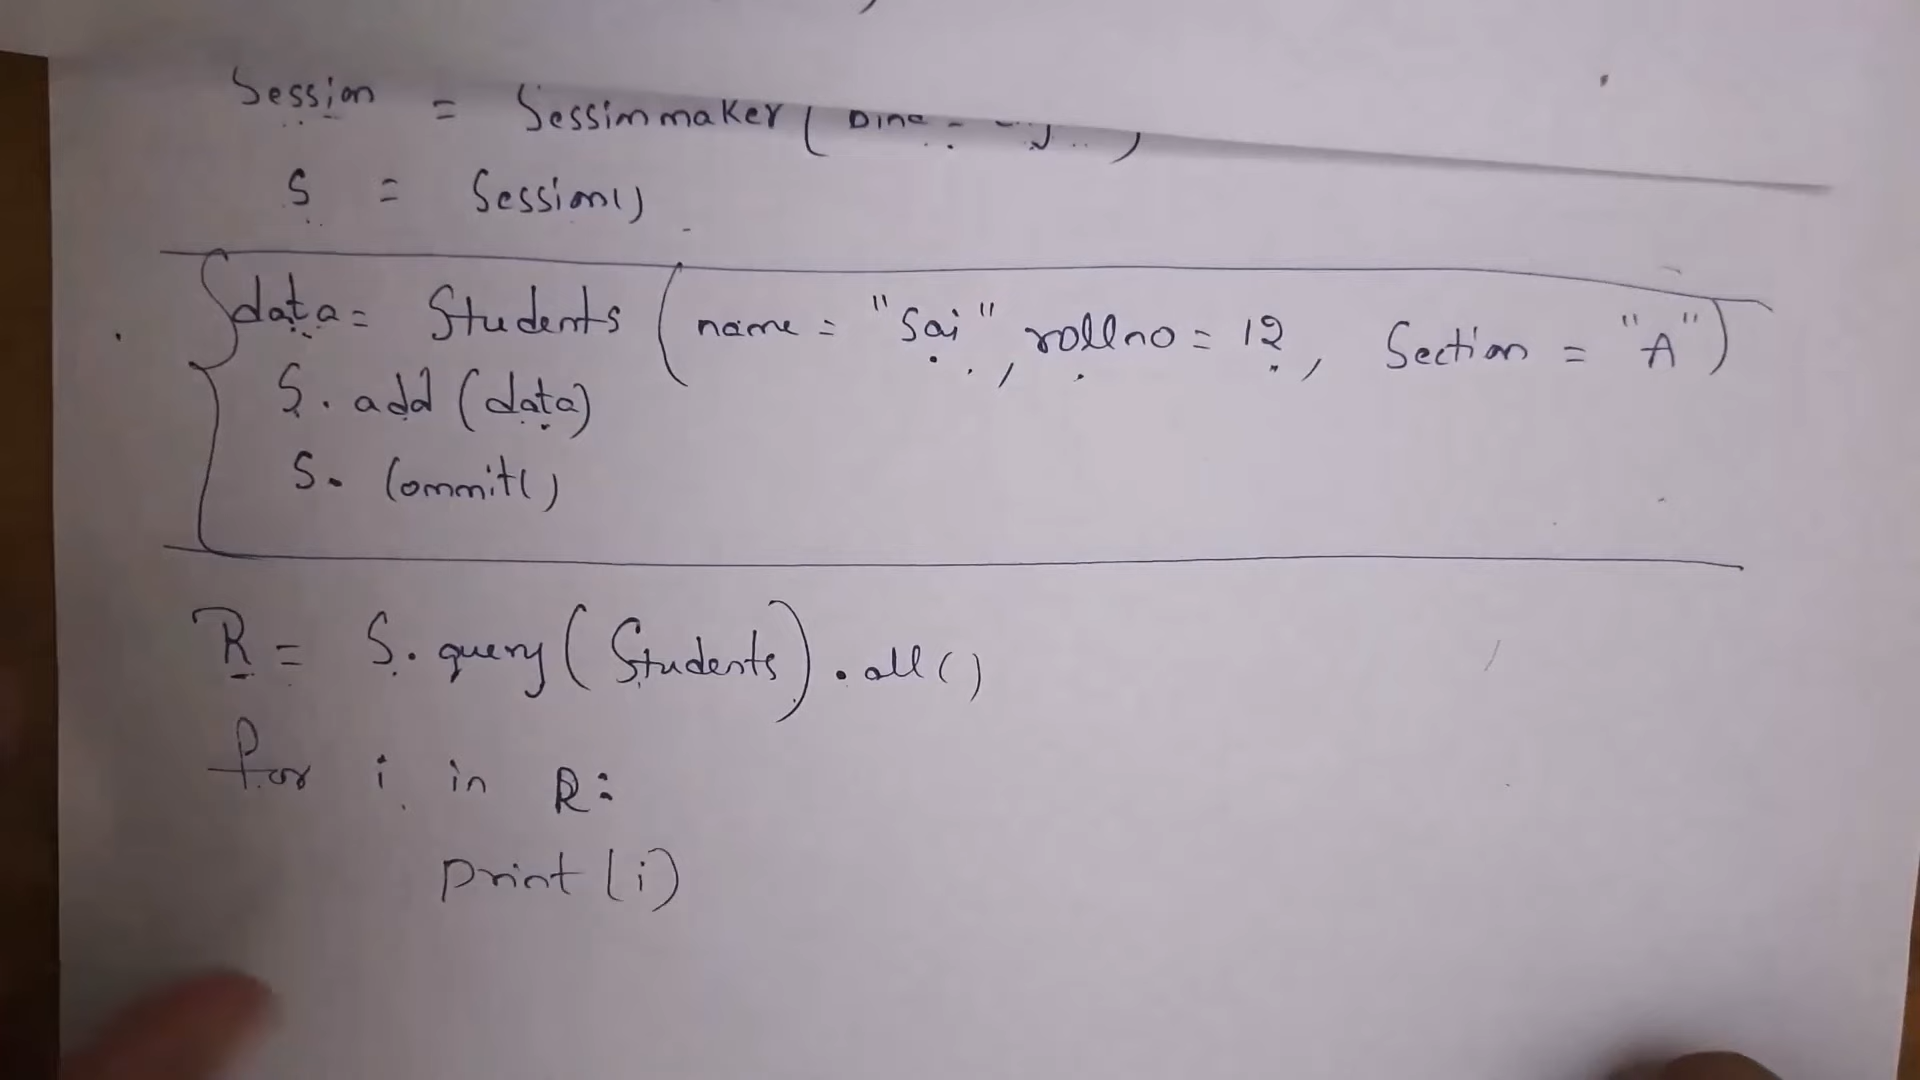 Session = Sessionmaker (
S = Session()
data = Students (name = "Sai", rollno = 12, Section = "A")
S. add (data)
S. Commit()
R = S. query (Students) . all ()
for i in R:
print (i)